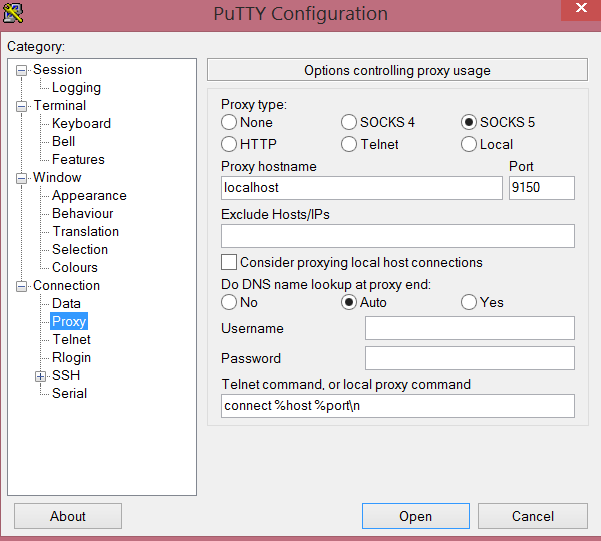 PuTTY Configuration
Category:
Session
Logging
Terminal
Keyboard
Bell
Features
Window
Appearance
Behaviour
Translation
Selection
Colours
Connection
Data
Proxy
Telnet
Rlogin
SSH
Serial
Options controlling proxy usage
Proxy type:
None SOCKS 4 SOCKS 5
HTTP Telnet Local
Proxy hostname Port
localhost 9150
Exclude Hosts/IPs
Consider proxying local host connections
Do DNS name lookup at proxy end:
No Auto Yes
Username
Password
Telnet command, or local proxy command
connect %host %port\n
About Open Cancel